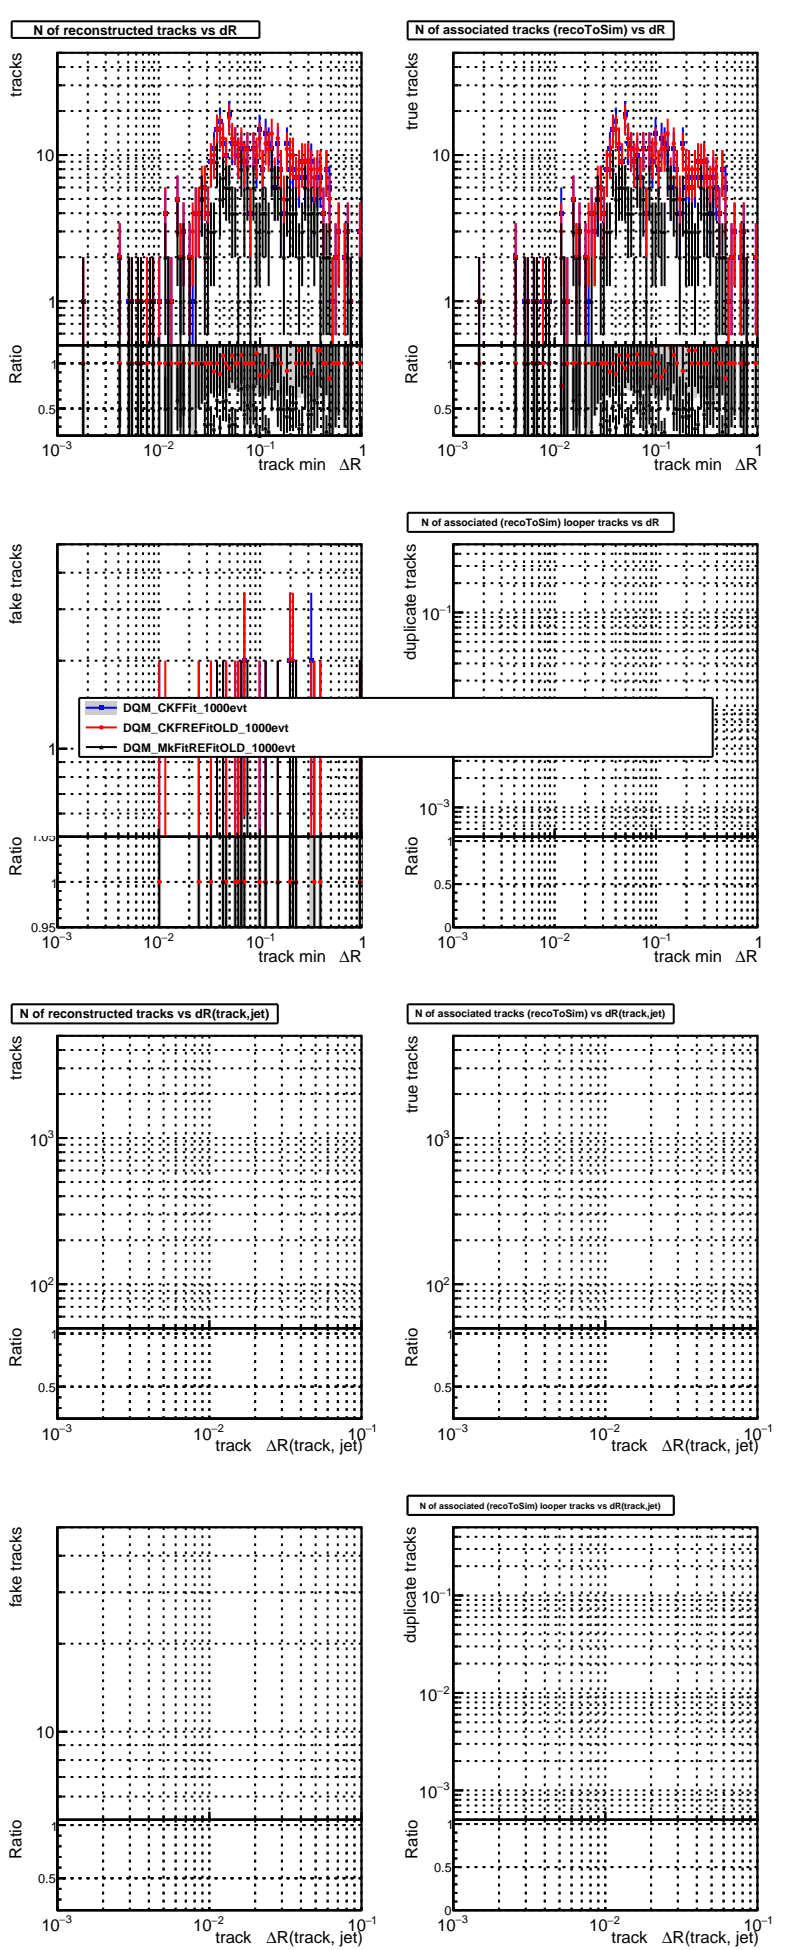 N of reconstructed tracks vs dR
tracks
10
1
Ratio
1
0.5
10⁻³ 10⁻² 10⁻¹ 1
track min ΔR
N of associated tracks (recoToSim) vs dR
true tracks
10
1
Ratio
1
0.5
10⁻³ 10⁻² 10⁻¹ 1
track min ΔR
fake tracks
1
Ratio
1.05
1
0.95
10⁻³ 10⁻² 10⁻¹ 1
track min ΔR
N of associated (recoToSim) looper tracks vs dR
duplicate tracks
10⁻¹
10⁻³
Ratio
1
0.5
0
10⁻³ 10⁻² 10⁻¹ 1
track min ΔR
DQM_CKFFit_1000evt
DQM_CKFREFitOLD_1000evt
DQM_MkFitREFitOLD_1000evt
N of reconstructed tracks vs dR(track,jet)
tracks
10³
10²
Ratio
1
0.5
10⁻³ 10⁻² 10⁻¹
track ΔR(track, jet)
N of associated tracks (recoToSim) vs dR(track,jet)
true tracks
10³
10²
Ratio
1
0.5
10⁻³ 10⁻² 10⁻¹
track ΔR(track, jet)
fake tracks
10
Ratio
1
0.5
10⁻³ 10⁻² 10⁻¹
track ΔR(track, jet)
N of associated (recoToSim) looper tracks vs dR(track,jet)
duplicate tracks
10⁻¹
10⁻²
10⁻³
Ratio
1
0.5
0
10⁻³ 10⁻² 10⁻¹
track ΔR(track, jet)